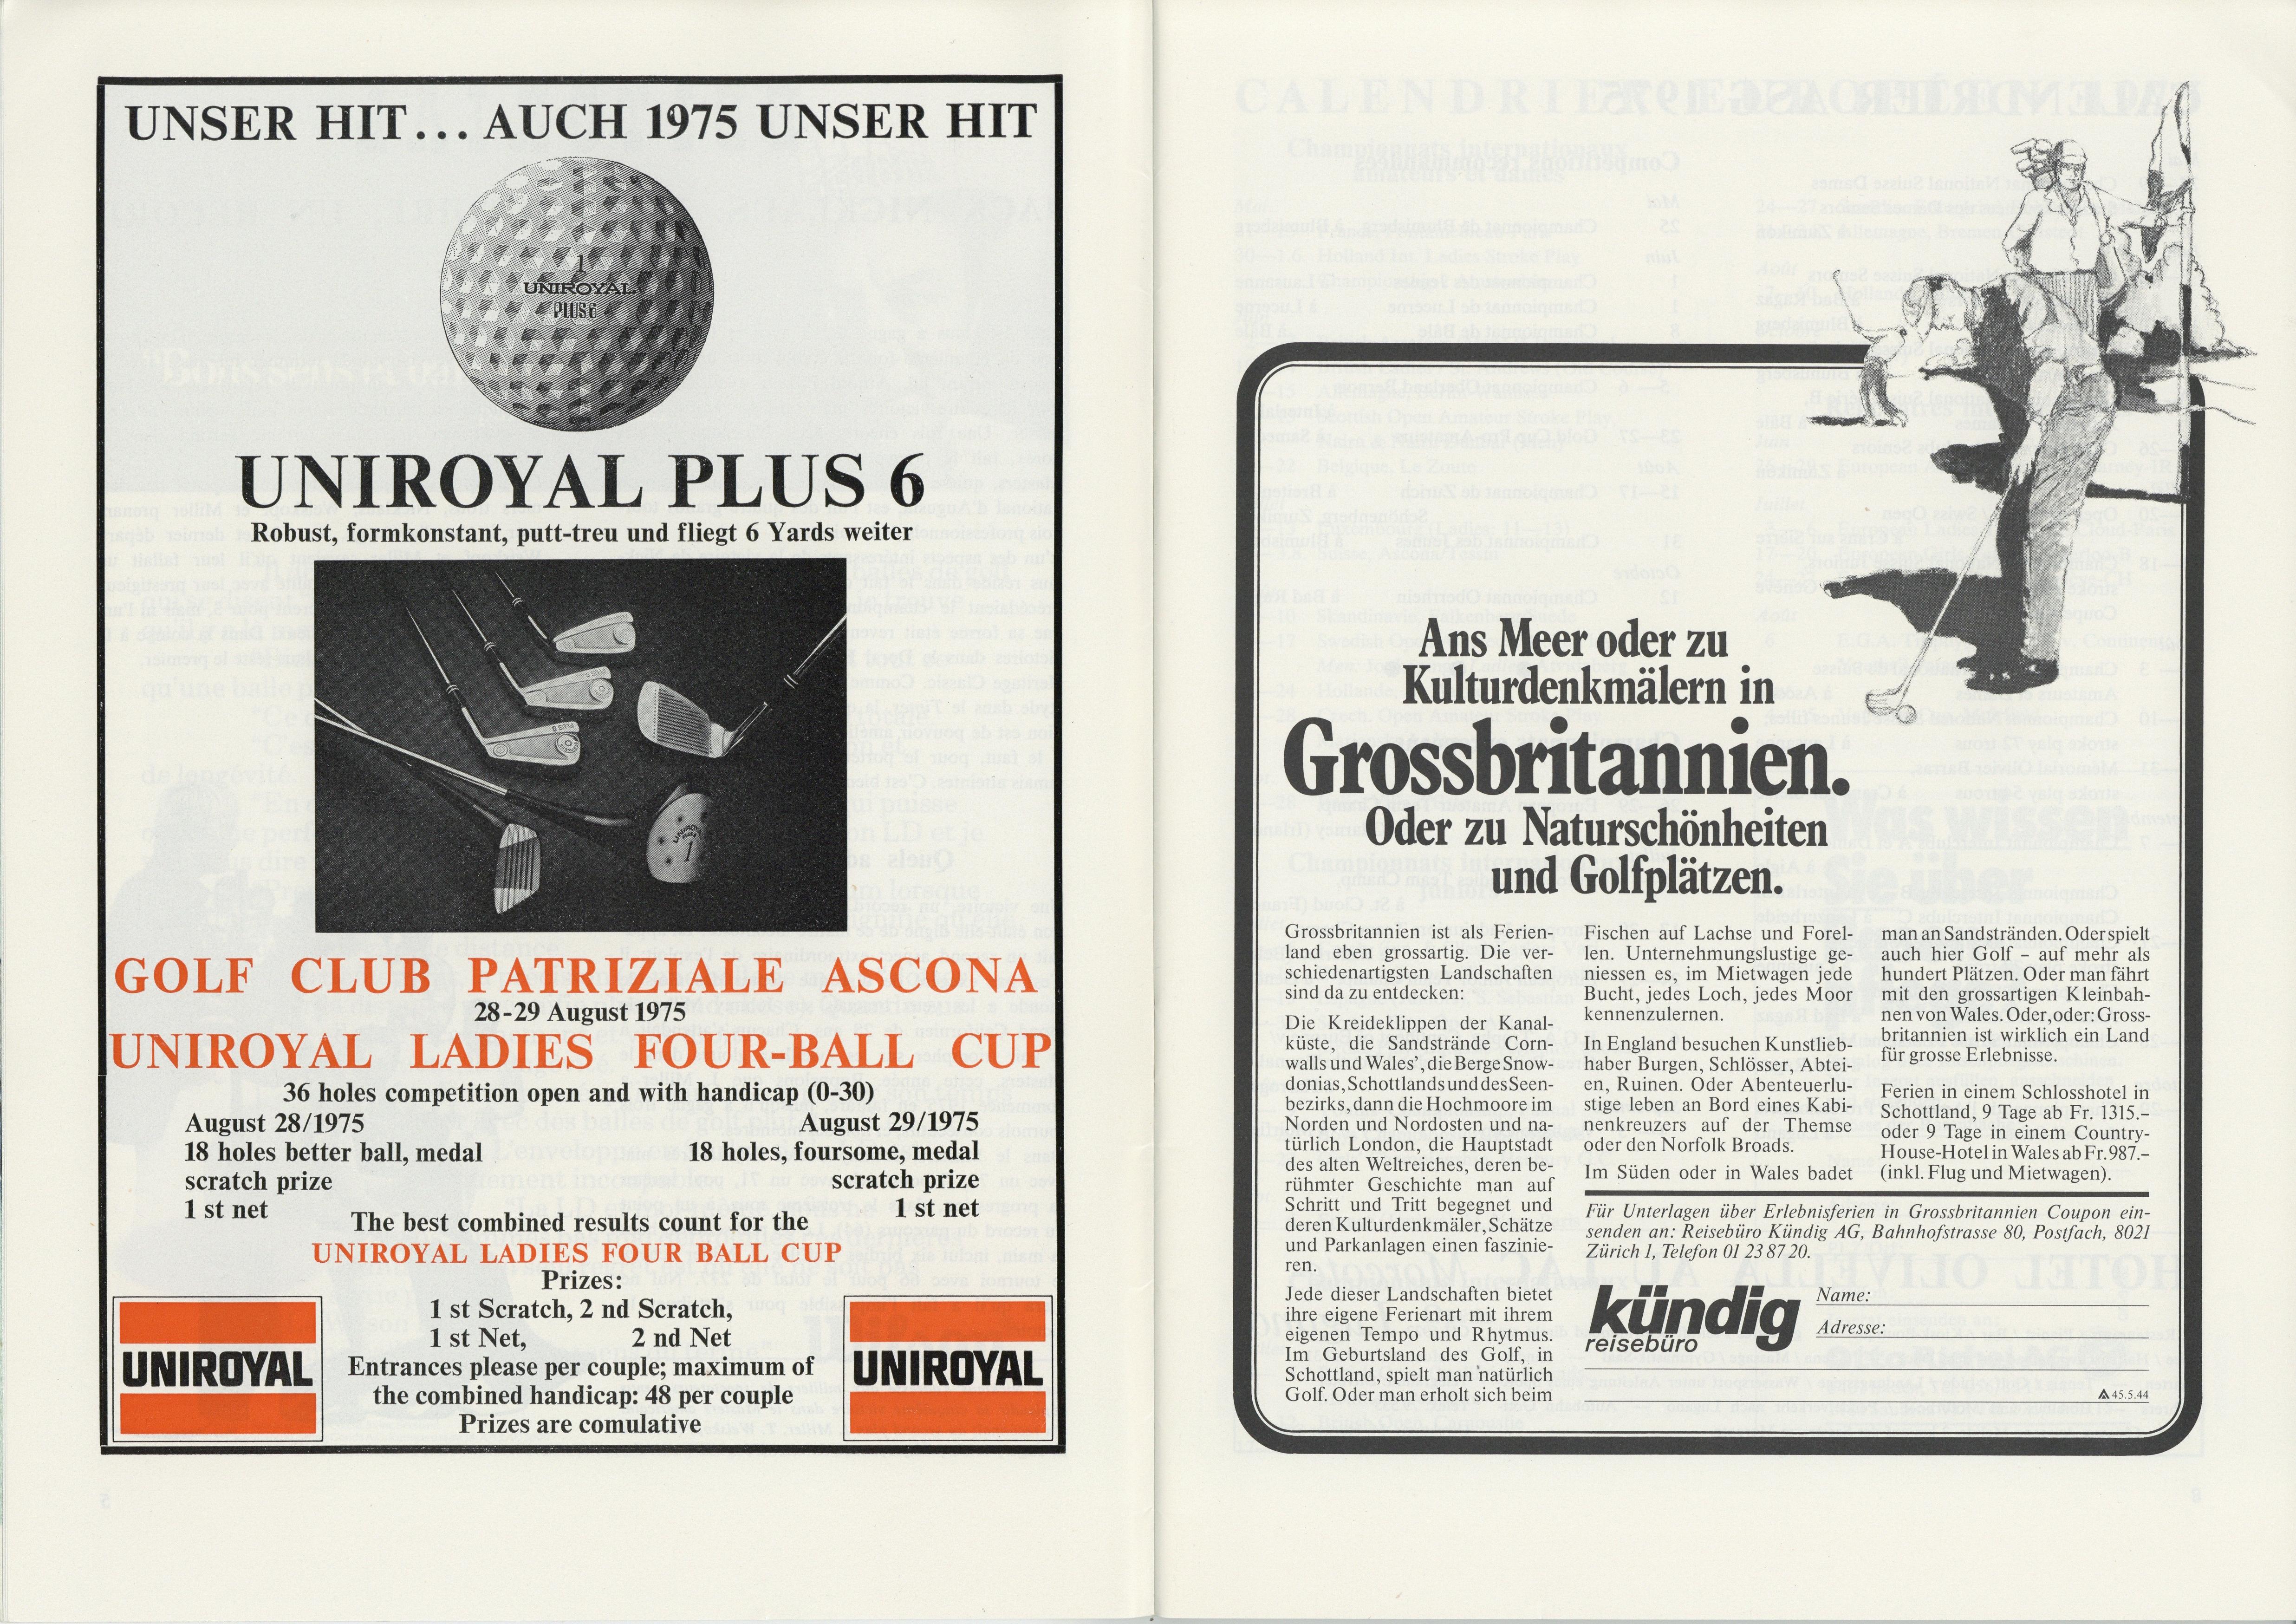 UNSER HIT... AUCH 1975 UNSER HIT
1
UNIROYAL
PLUS 6
UNIROYAL PLUS 6
Robust, formkonstant, putt-treu und fliegt 6 Yards weiter
GOLF CLUB PATRIZIALE ASCONA
28-29 August 1975
UNIROYAL LADIES FOUR-BALL CUP
36 holes competition open and with handicap (0-30)
August 28/1975
18 holes better ball, medal
scratch prize
1 st net
August 29/1975
18 holes, foursome, medal
scratch prize
1 st net
The best combined results count for the
UNIROYAL LADIES FOUR BALL CUP
Prizes:
1 st Scratch, 2 nd Scratch,
1 st Net, 2 nd Net
Entrances please per couple; maximum of
the combined handicap: 48 per couple
Prizes are comulative
UNIROYAL
UNIROYAL
Ans Meer oder zu
Kulturdenkmälern in
Grossbritannien.
Oder zu Naturschönheiten
und Golfplätzen.
Grossbritannien ist als Ferien-
land eben grossartig. Die ver-
schiedenartigsten Landschaften
sind da zu entdecken:
Die Kreideklippen der Kanal-
küste, die Sandstrände Corn-
walls und Wales', die Berge Snow-
donias, Schottlands und des Seen-
bezirks, dann die Hochmoore im
Norden und Nordosten und na-
türlich London, die Hauptstadt
des alten Weltreiches, deren be-
rühmter Geschichte man auf
Schritt und Tritt begegnet und
deren Kulturdenkmäler, Schätze
und Parkanlagen einen faszinie-
ren.
Jede dieser Landschaften bietet
ihre eigene Ferienart mit ihrem
eigenen Tempo und Rhytmus.
Im Geburtsland des Golf, in
Schottland, spielt man natürlich
Golf. Oder man erholt sich beim
Fischen auf Lachse und Forel-
len. Unternehmungslustige ge-
niessen es, im Mietwagen jede
Bucht, jedes Loch, jedes Moor
kennenzulernen.
In England besuchen Kunstlieb-
haber Burgen, Schlösser, Abtei-
en, Ruinen. Oder Abenteuerlu-
stige leben an Bord eines Kabi-
nenkreuzers auf der Themse
oder den Norfolk Broads.
Im Süden oder in Wales badet
man an Sandstränden. Oder spielt
auch hier Golf – auf mehr als
hundert Plätzen. Oder man fährt
mit den grossartigen Kleinbah-
nen von Wales. Oder, oder: Gross-
britannien ist wirklich ein Land
für grosse Erlebnisse.
Ferien in einem Schlosshotel in
Schottland, 9 Tage ab Fr. 1315.–
oder 9 Tage in einem Country-
House-Hotel in Wales ab Fr. 987.–
(inkl. Flug und Mietwagen).
Für Unterlagen über Erlebnisferien in Grossbritannien Coupon ein-
senden an: Reisebüro Kündig AG, Bahnhofstrasse 80, Postfach, 8021
Zürich 1, Telefon 01 23 87 20.
kündig
reisebüro
Name:
Adresse:
45.5.44